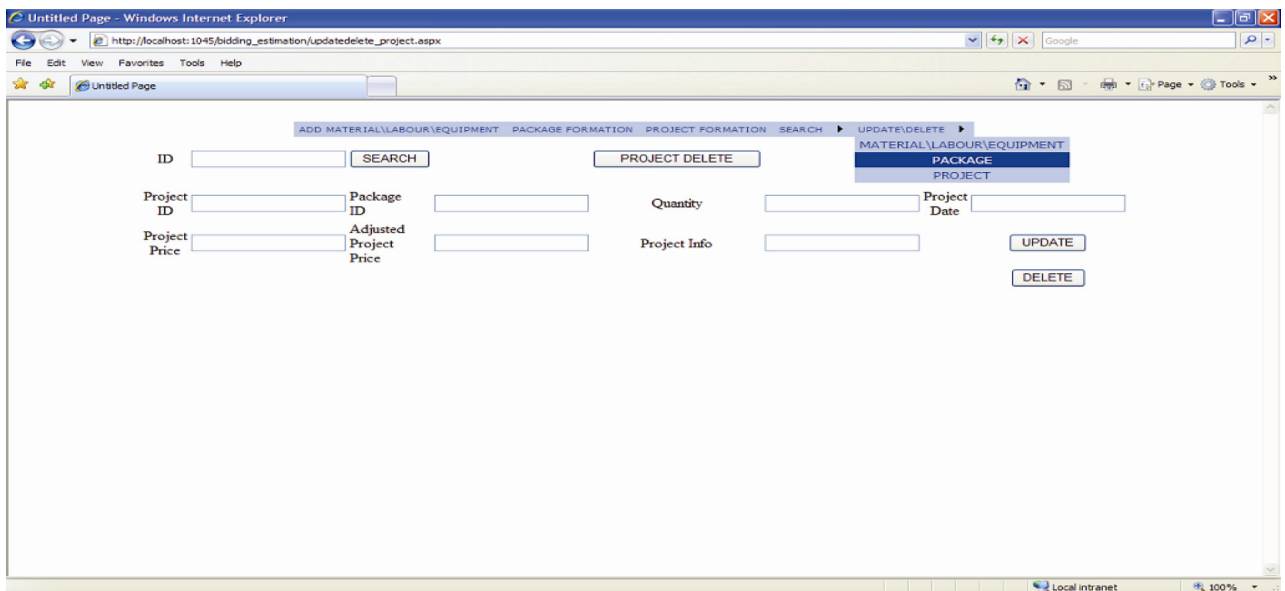 Untitled Page - Windows Internet Explorer
http://localhost:1045/bidding_estimation/updatedelete_project.aspx
Google
File Edit View Favorites Tools Help
Untitled Page
Page Tools
ADD MATERIAL\LABOUR\EQUIPMENT PACKAGE FORMATION PROJECT FORMATION SEARCH UPDATE\DELETE
MATERIAL\LABOUR\EQUIPMENT
PACKAGE
PROJECT
ID SEARCH PROJECT DELETE
Project ID Package ID Quantity Project Date
Project Price Adjusted Project Price Project Info UPDATE
DELETE
Local intranet 100%